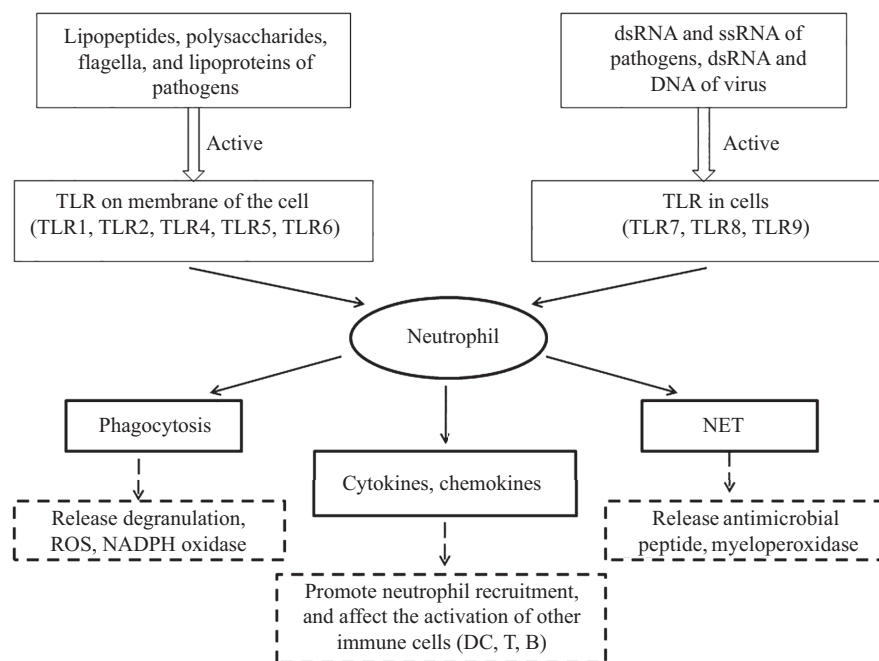 Lipopeptides, polysaccharides,
flagella, and lipoproteins of
pathogens
dsRNA and ssRNA of
pathogens, dsRNA and
DNA of virus
Active
Active
TLR on membrane of the cell
(TLR1, TLR2, TLR4, TLR5, TLR6)
TLR in cells
(TLR7, TLR8, TLR9)
Neutrophil
Phagocytosis
NET
Cytokines, chemokines
Release degranulation,
ROS, NADPH oxidase
Release antimicrobial
peptide, myeloperoxidase
Promote neutrophil recruitment,
and affect the activation of other
immune cells (DC, T, B)